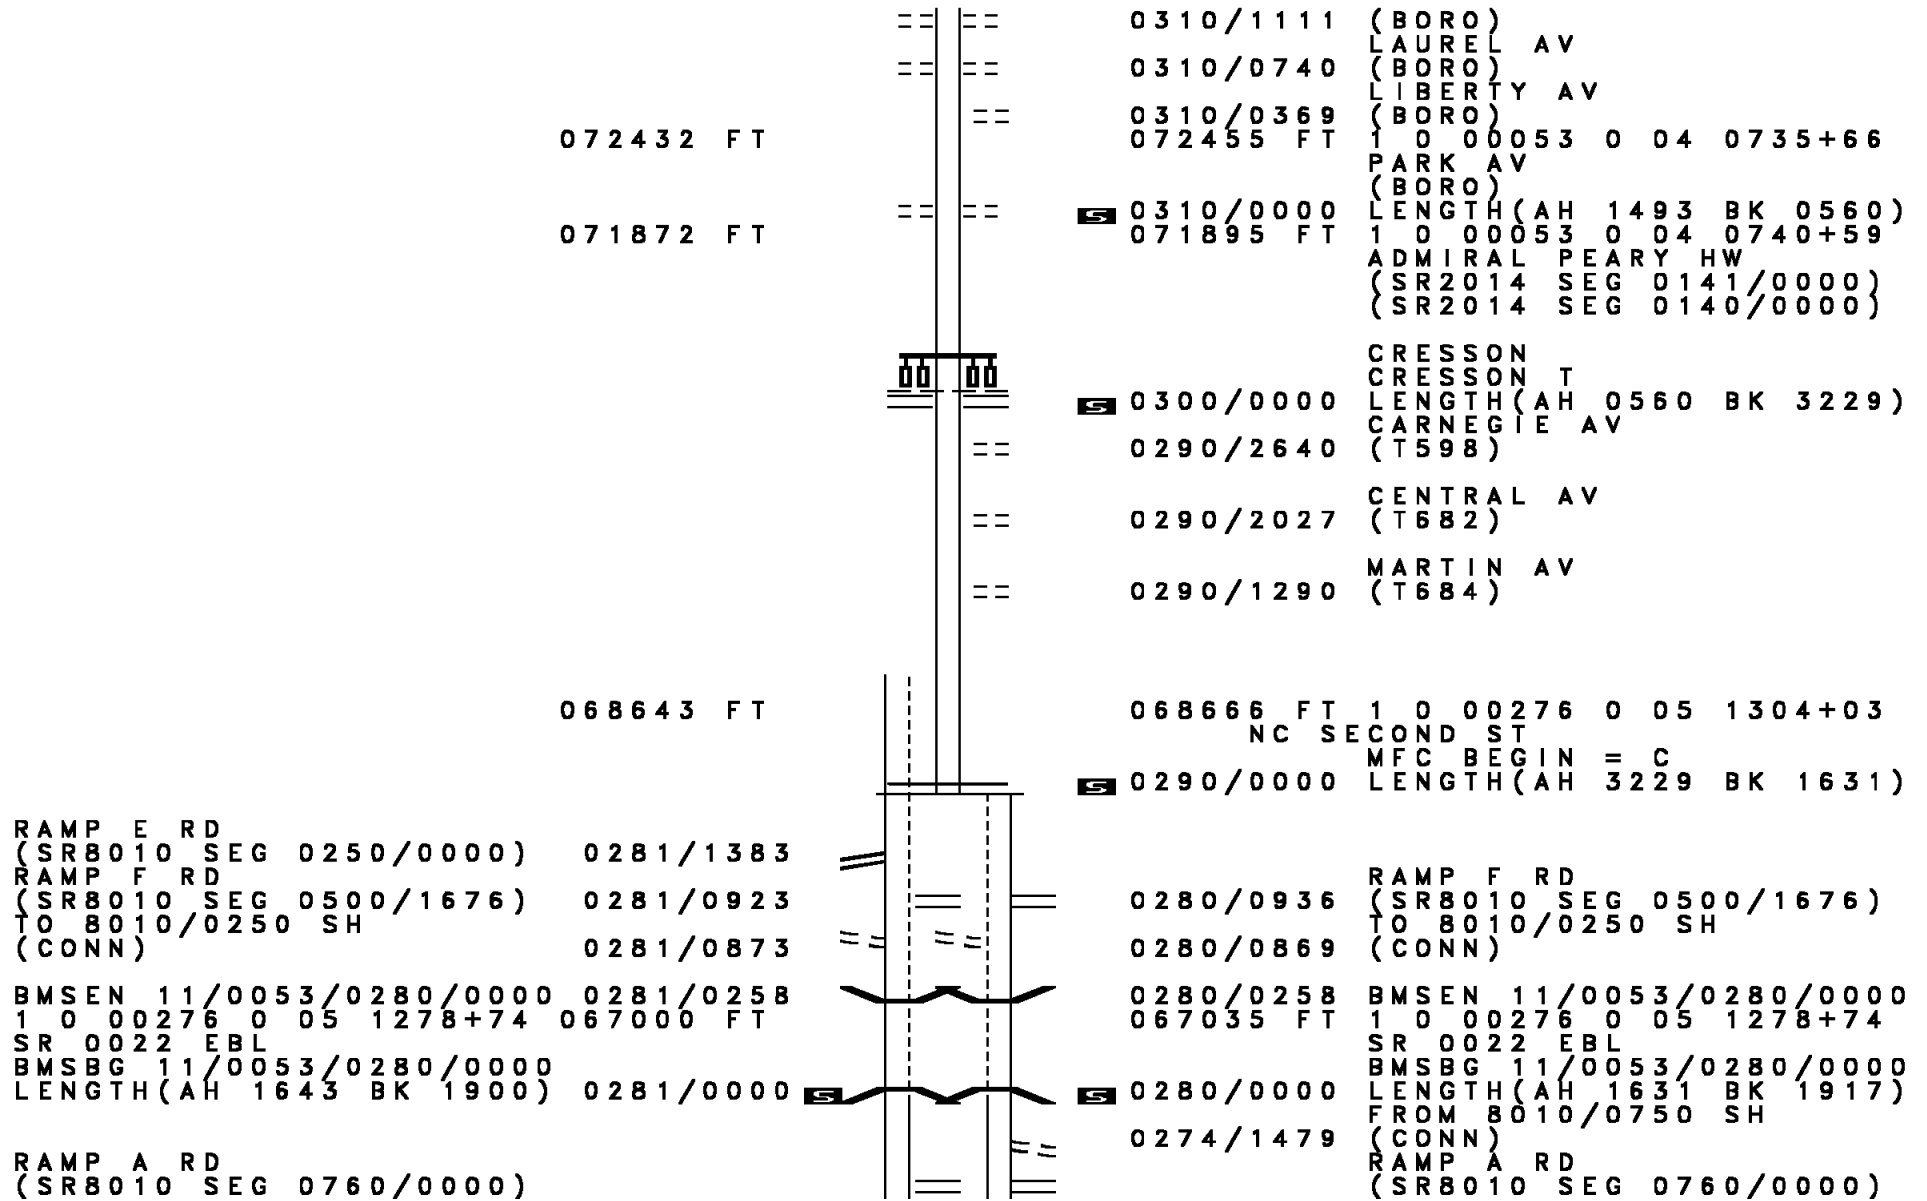 0310/1111 (BORO)
LAUREL AV
0310/0740 (BORO)
LIBERTY AV
0310/0369 (BORO)
072432 FT 072455 FT 1 0 00053 0 04 0735+66
PARK AV
(BORO)
S 0310/0000 LENGTH(AH 1493 BK 0560)
071872 FT 071895 FT 1 0 00053 0 04 0740+59
ADMIRAL PEARY HW
(SR2014 SEG 0141/0000)
(SR2014 SEG 0140/0000)
CRESSON
CRESSON T
S 0300/0000 LENGTH(AH 0560 BK 3229)
CARNEGIE AV
0290/2640 (T598)
CENTRAL AV
0290/2027 (T682)
MARTIN AV
0290/1290 (T684)
068643 FT 068666 FT 1 0 00276 0 05 1304+03
NC SECOND ST
MFC BEGIN = C
S 0290/0000 LENGTH(AH 3229 BK 1631)
RAMP E RD
(SR8010 SEG 0250/0000) 0281/1383
RAMP F RD RAMP F RD
(SR8010 SEG 0500/1676) 0281/0923 0280/0936 (SR8010 SEG 0500/1676)
TO 8010/0250 SH TO 8010/0250 SH
(CONN) 0281/0873 0280/0869 (CONN)
BMSEN 11/0053/0280/0000 0281/0258 0280/0258 BMSEN 11/0053/0280/0000
1 0 00276 0 05 1278+74 067000 FT 067035 FT 1 0 00276 0 05 1278+74
SR 0022 EBL SR 0022 EBL
BMSBG 11/0053/0280/0000 BMSBG 11/0053/0280/0000
LENGTH(AH 1643 BK 1900) 0281/0000 S S 0280/0000 LENGTH(AH 1631 BK 1917)
FROM 8010/0750 SH
0274/1479 (CONN)
RAMP A RD RAMP A RD
(SR8010 SEG 0760/0000) (SR8010 SEG 0760/0000)